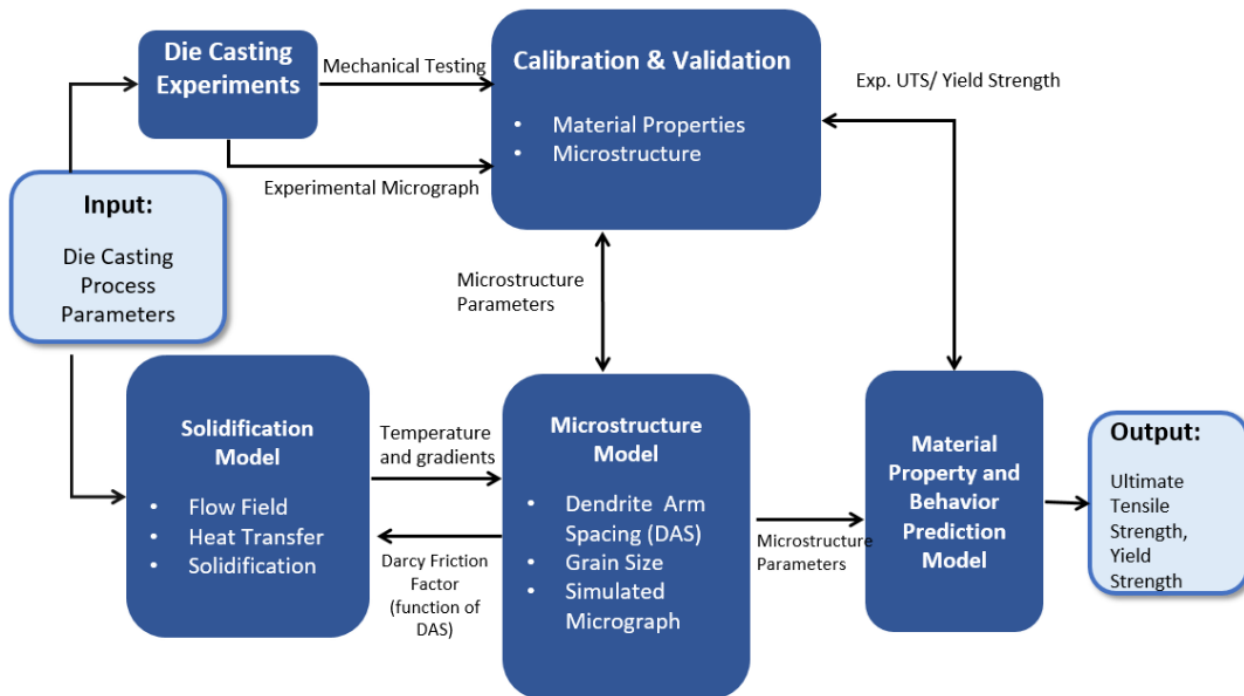 Die Casting
Experiments
Mechanical Testing
Calibration & Validation
• Material Properties
• Microstructure
Exp. UTS/ Yield Strength
Experimental Micrograph
Input:
Die Casting
Process
Parameters
Microstructure
Parameters
Solidification
Model
• Flow Field
• Heat Transfer
• Solidification
Temperature
and gradients
Darcy Friction
Factor
(function of
DAS)
Microstructure
Model
• Dendrite Arm
Spacing (DAS)
• Grain Size
• Simulated
Micrograph
Microstructure
Parameters
Material
Property and
Behavior
Prediction
Model
Output:
Ultimate
Tensile
Strength,
Yield
Strength